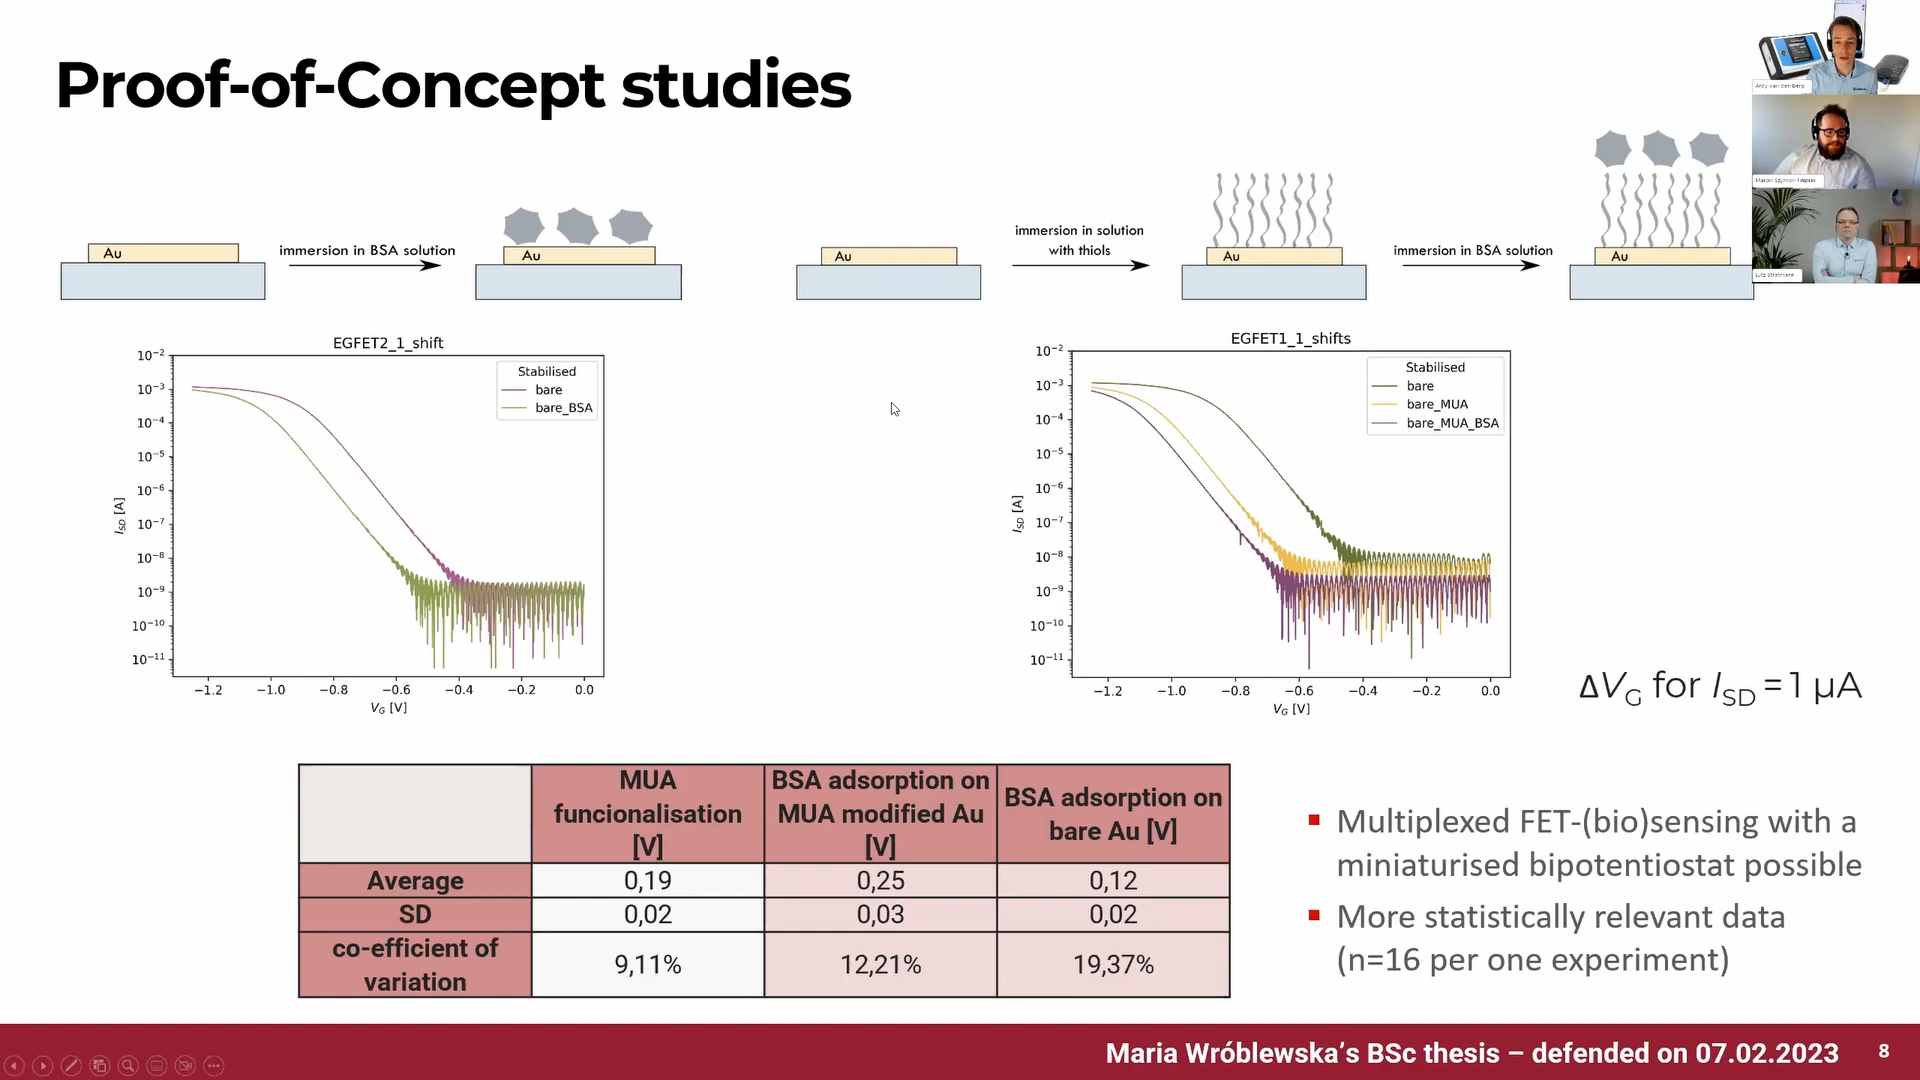 Proof-of-Concept studies
Au
immersion in BSA solution
Au
Au
immersion in solution
with thiols
Au
immersion in BSA solution
Au
Ardy van den Berg
Marcin Szymon Filipiak
Lutz Stratmann
EGFET2_1_shift
Stabilised
bare
bare_BSA
10⁻²
10⁻³
10⁻⁴
10⁻⁵
10⁻⁶
10⁻⁷
10⁻⁸
10⁻⁹
10⁻¹⁰
10⁻¹¹
I_SD [A]
−1.2 −1.0 −0.8 −0.6 −0.4 −0.2 0.0
V_G [V]
EGFET1_1_shifts
Stabilised
bare
bare_MUA
bare_MUA_BSA
10⁻²
10⁻³
10⁻⁴
10⁻⁵
10⁻⁶
10⁻⁷
10⁻⁸
10⁻⁹
10⁻¹⁰
10⁻¹¹
I_SD [A]
−1.2 −1.0 −0.8 −0.6 −0.4 −0.2 0.0
V_G [V]
ΔV_G for I_SD = 1 µA
MUA
funcionalisation
[V]
BSA adsorption on
MUA modified Au
[V]
BSA adsorption on
bare Au [V]
Average 0,19 0,25 0,12
SD 0,02 0,03 0,02
co-efficient of
variation
9,11% 12,21% 19,37%
Multiplexed FET-(bio)sensing with a
miniaturised bipotentiostat possible
More statistically relevant data
(n=16 per one experiment)
Maria Wróblewska’s BSc thesis – defended on 07.02.2023
8